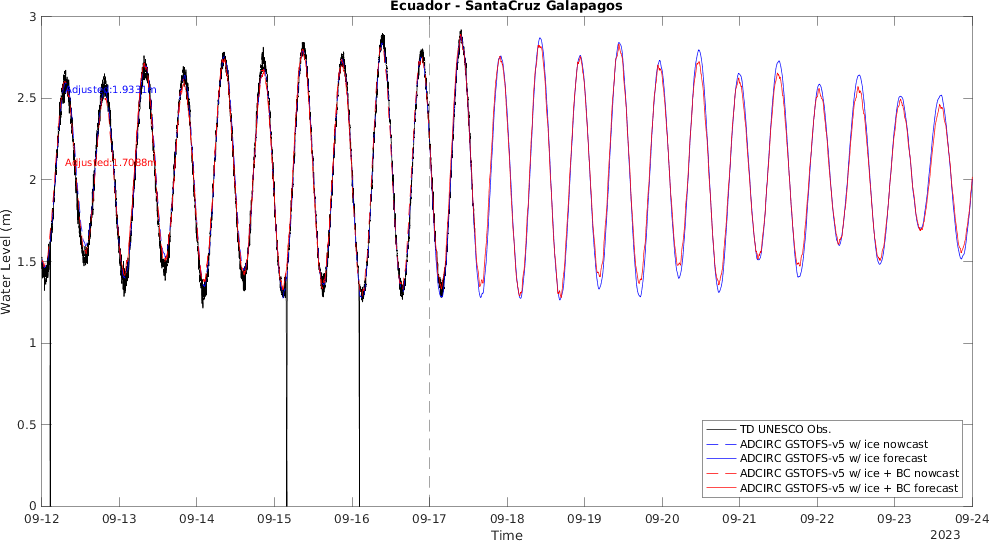 Ecuador - SantaCruz Galapagos
Water Level (m)
3
2.5
2
1.5
1
0.5
0
Adjusted:1.9331m
Adjusted:1.7088m
TD UNESCO Obs.
ADCIRC GSTOFS-v5 w/ ice nowcast
ADCIRC GSTOFS-v5 w/ ice forecast
ADCIRC GSTOFS-v5 w/ ice + BC nowcast
ADCIRC GSTOFS-v5 w/ ice + BC forecast
09-12 09-13 09-14 09-15 09-16 09-17 09-18 09-19 09-20 09-21 09-22 09-23 09-24
Time
2023